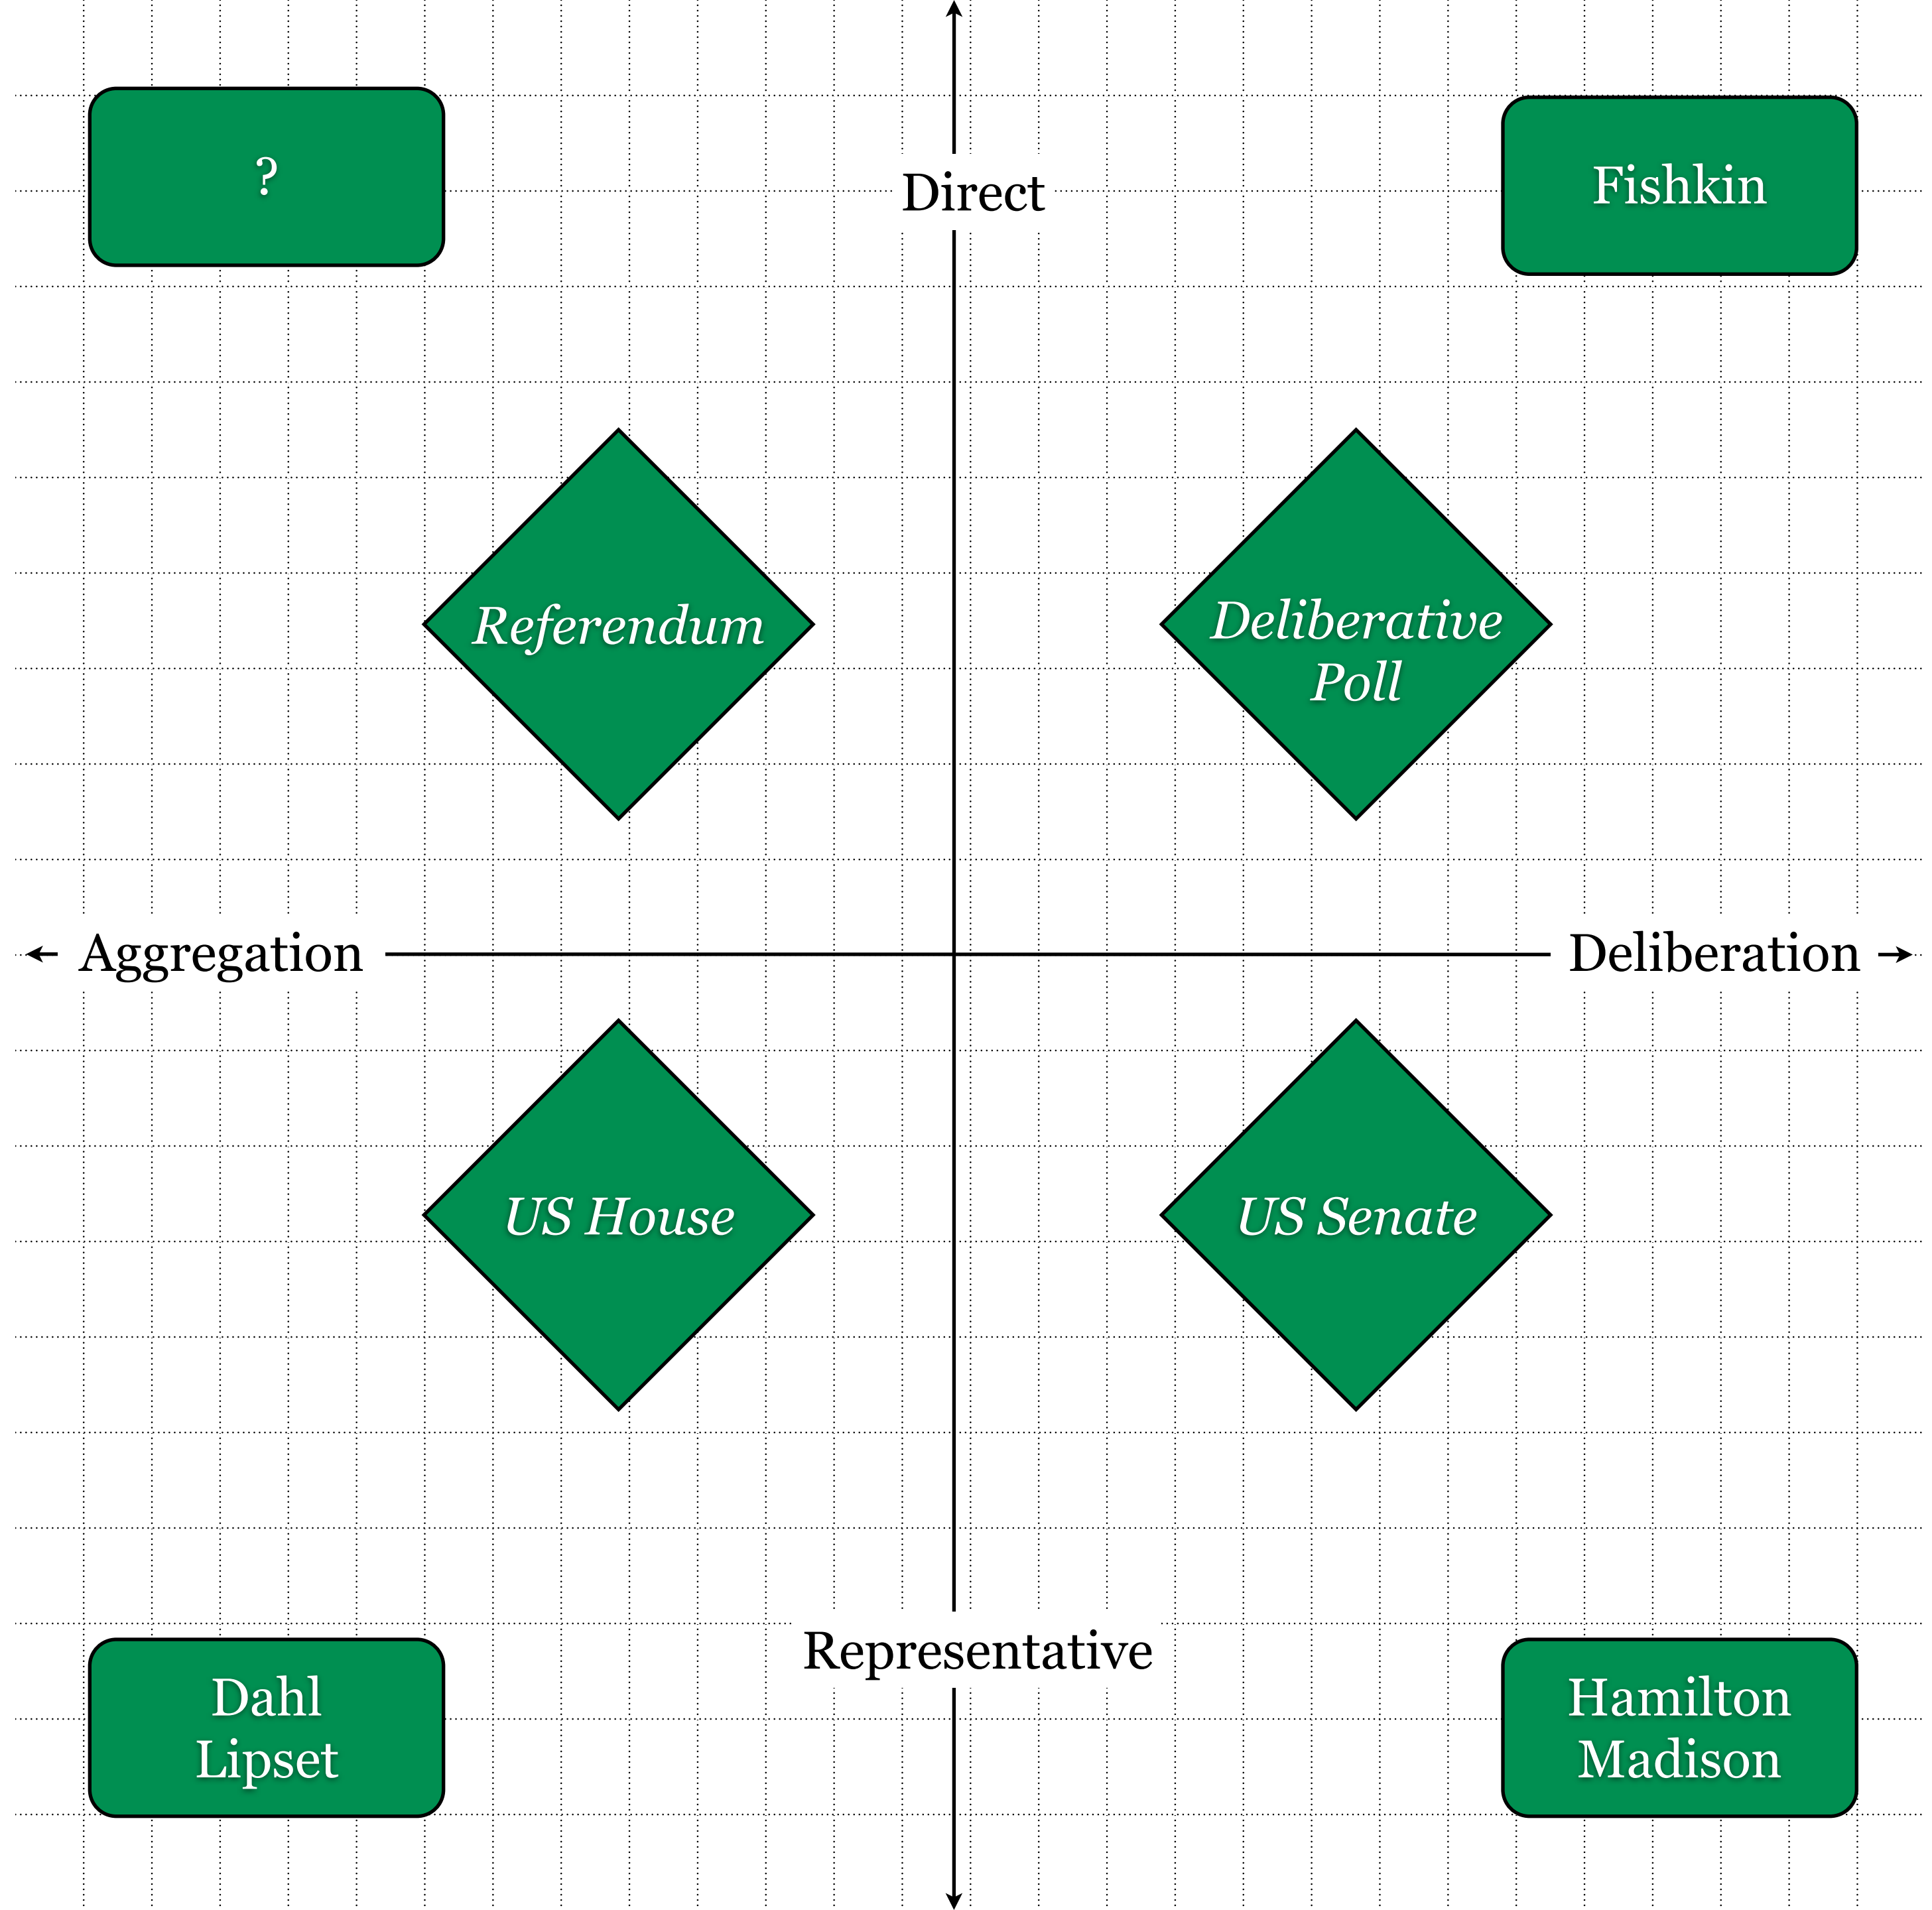 ?
Fishkin
Direct
Referendum
Deliberative
Poll
Aggregation
Deliberation
US House
US Senate
Representative
Dahl
Lipset
Hamilton
Madison